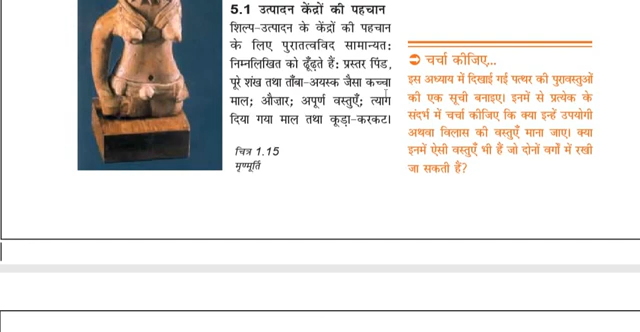 5.1 उत्पादन केंद्रों की पहचान
शिल्प-उत्पादन के केंद्रों की पहचान
के लिए पुरातत्वविद सामान्यत:
निम्नलिखित को ढूँढ़ते हैं: प्रस्तर पिंड,
पूरे शंख तथा ताँबा-अयस्क जैसा कच्चा
माल; औज़ार; अपूर्ण वस्तुएँ; त्याग
दिया गया माल तथा कूड़ा-करकट।
चित्र 1.15
मृण्मूर्ति
चर्चा कीजिए...
इस अध्याय में दिखाई गई पत्थर की पुरावस्तुओं
की एक सूची बनाइए। इनमें से प्रत्येक के
संदर्भ में चर्चा कीजिए कि क्या इन्हें उपयोगी
अथवा विलास की वस्तुएँ माना जाए। क्या
इनमें ऐसी वस्तुएँ भी हैं जो दोनों वर्गों में रखी
जा सकती हैं?